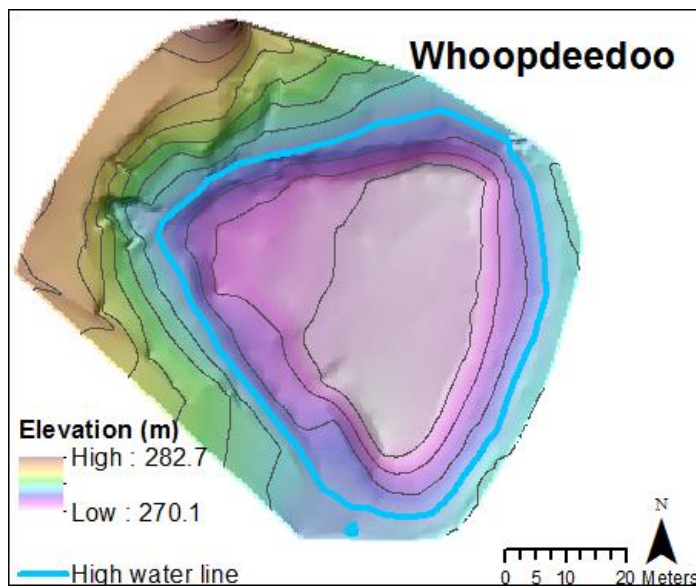 Whoopdeedoo
Elevation (m)
High : 282.7
Low : 270.1
High water line
N
0 5 10 20 Meters